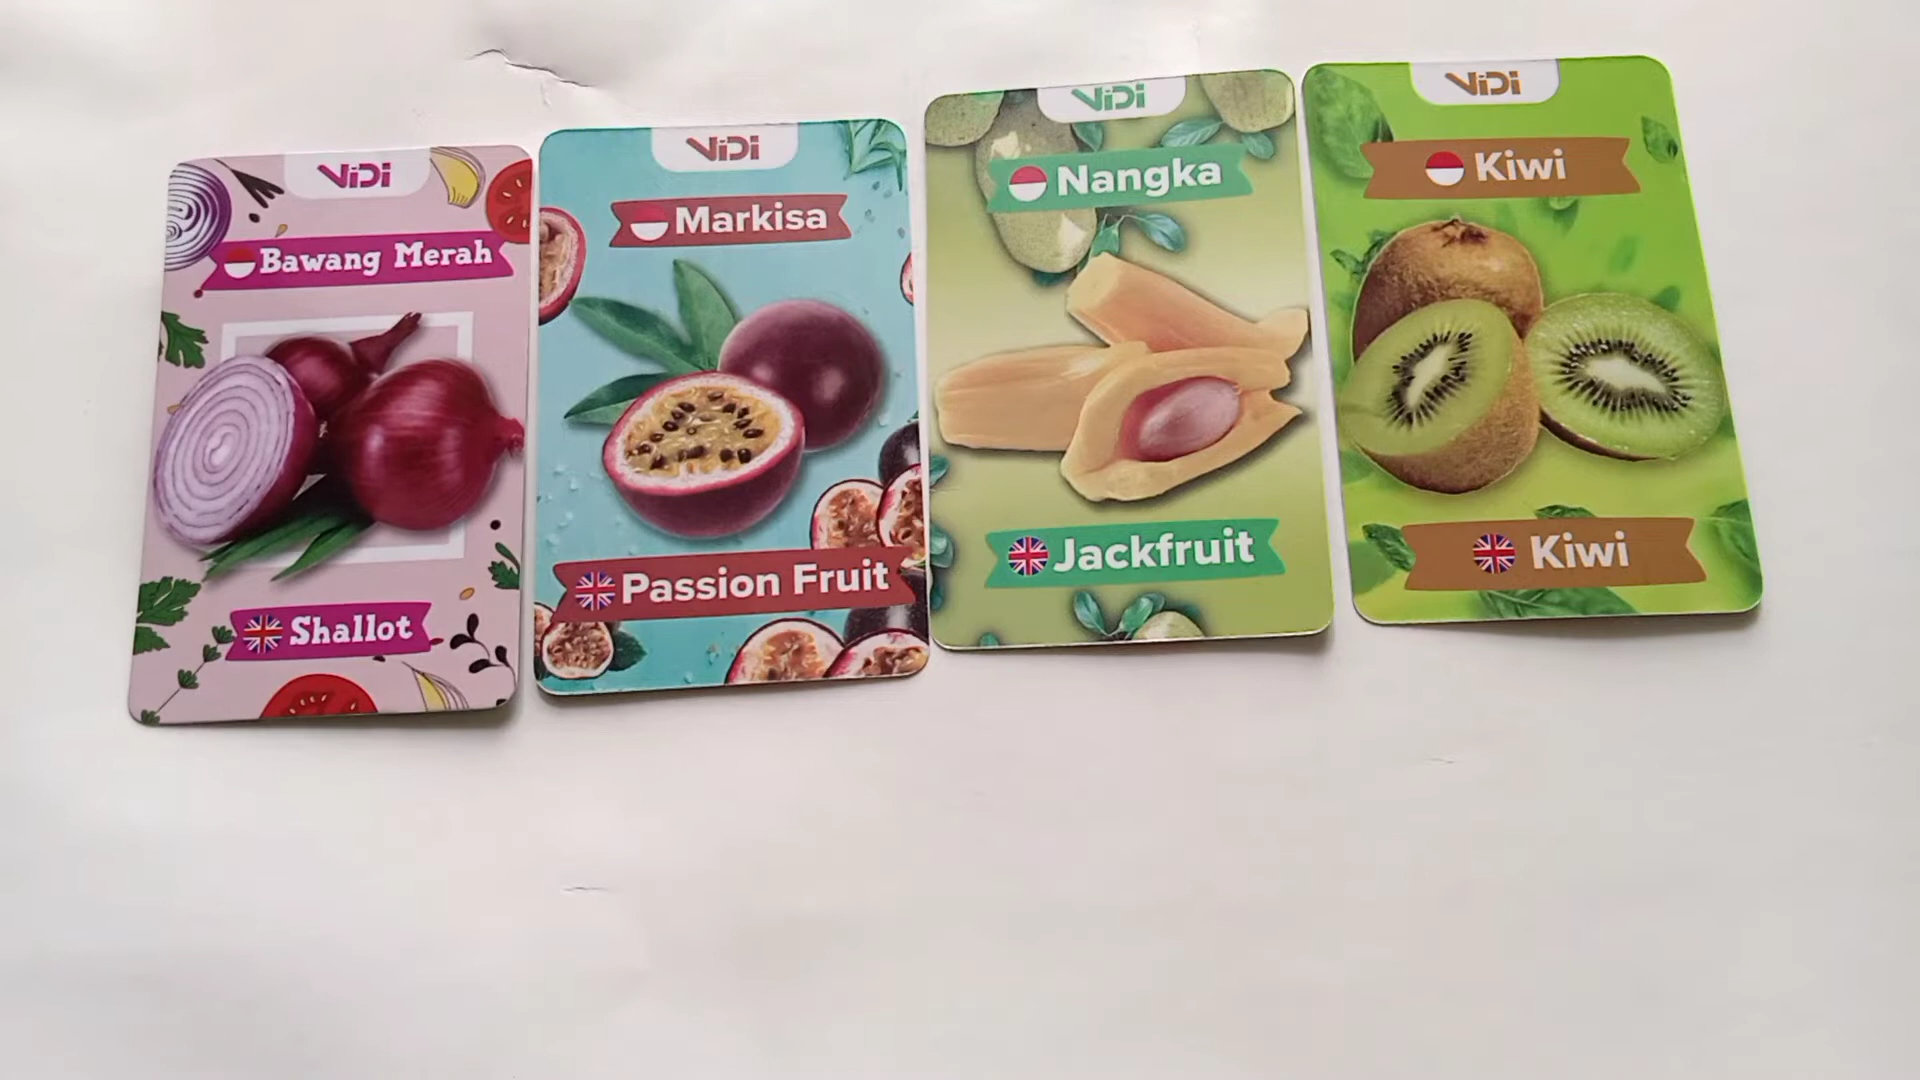 ViDi
Bawang Merah
Shallot
ViDi
Markisa
Passion Fruit
ViDi
Nangka
Jackfruit
ViDi
Kiwi
Kiwi